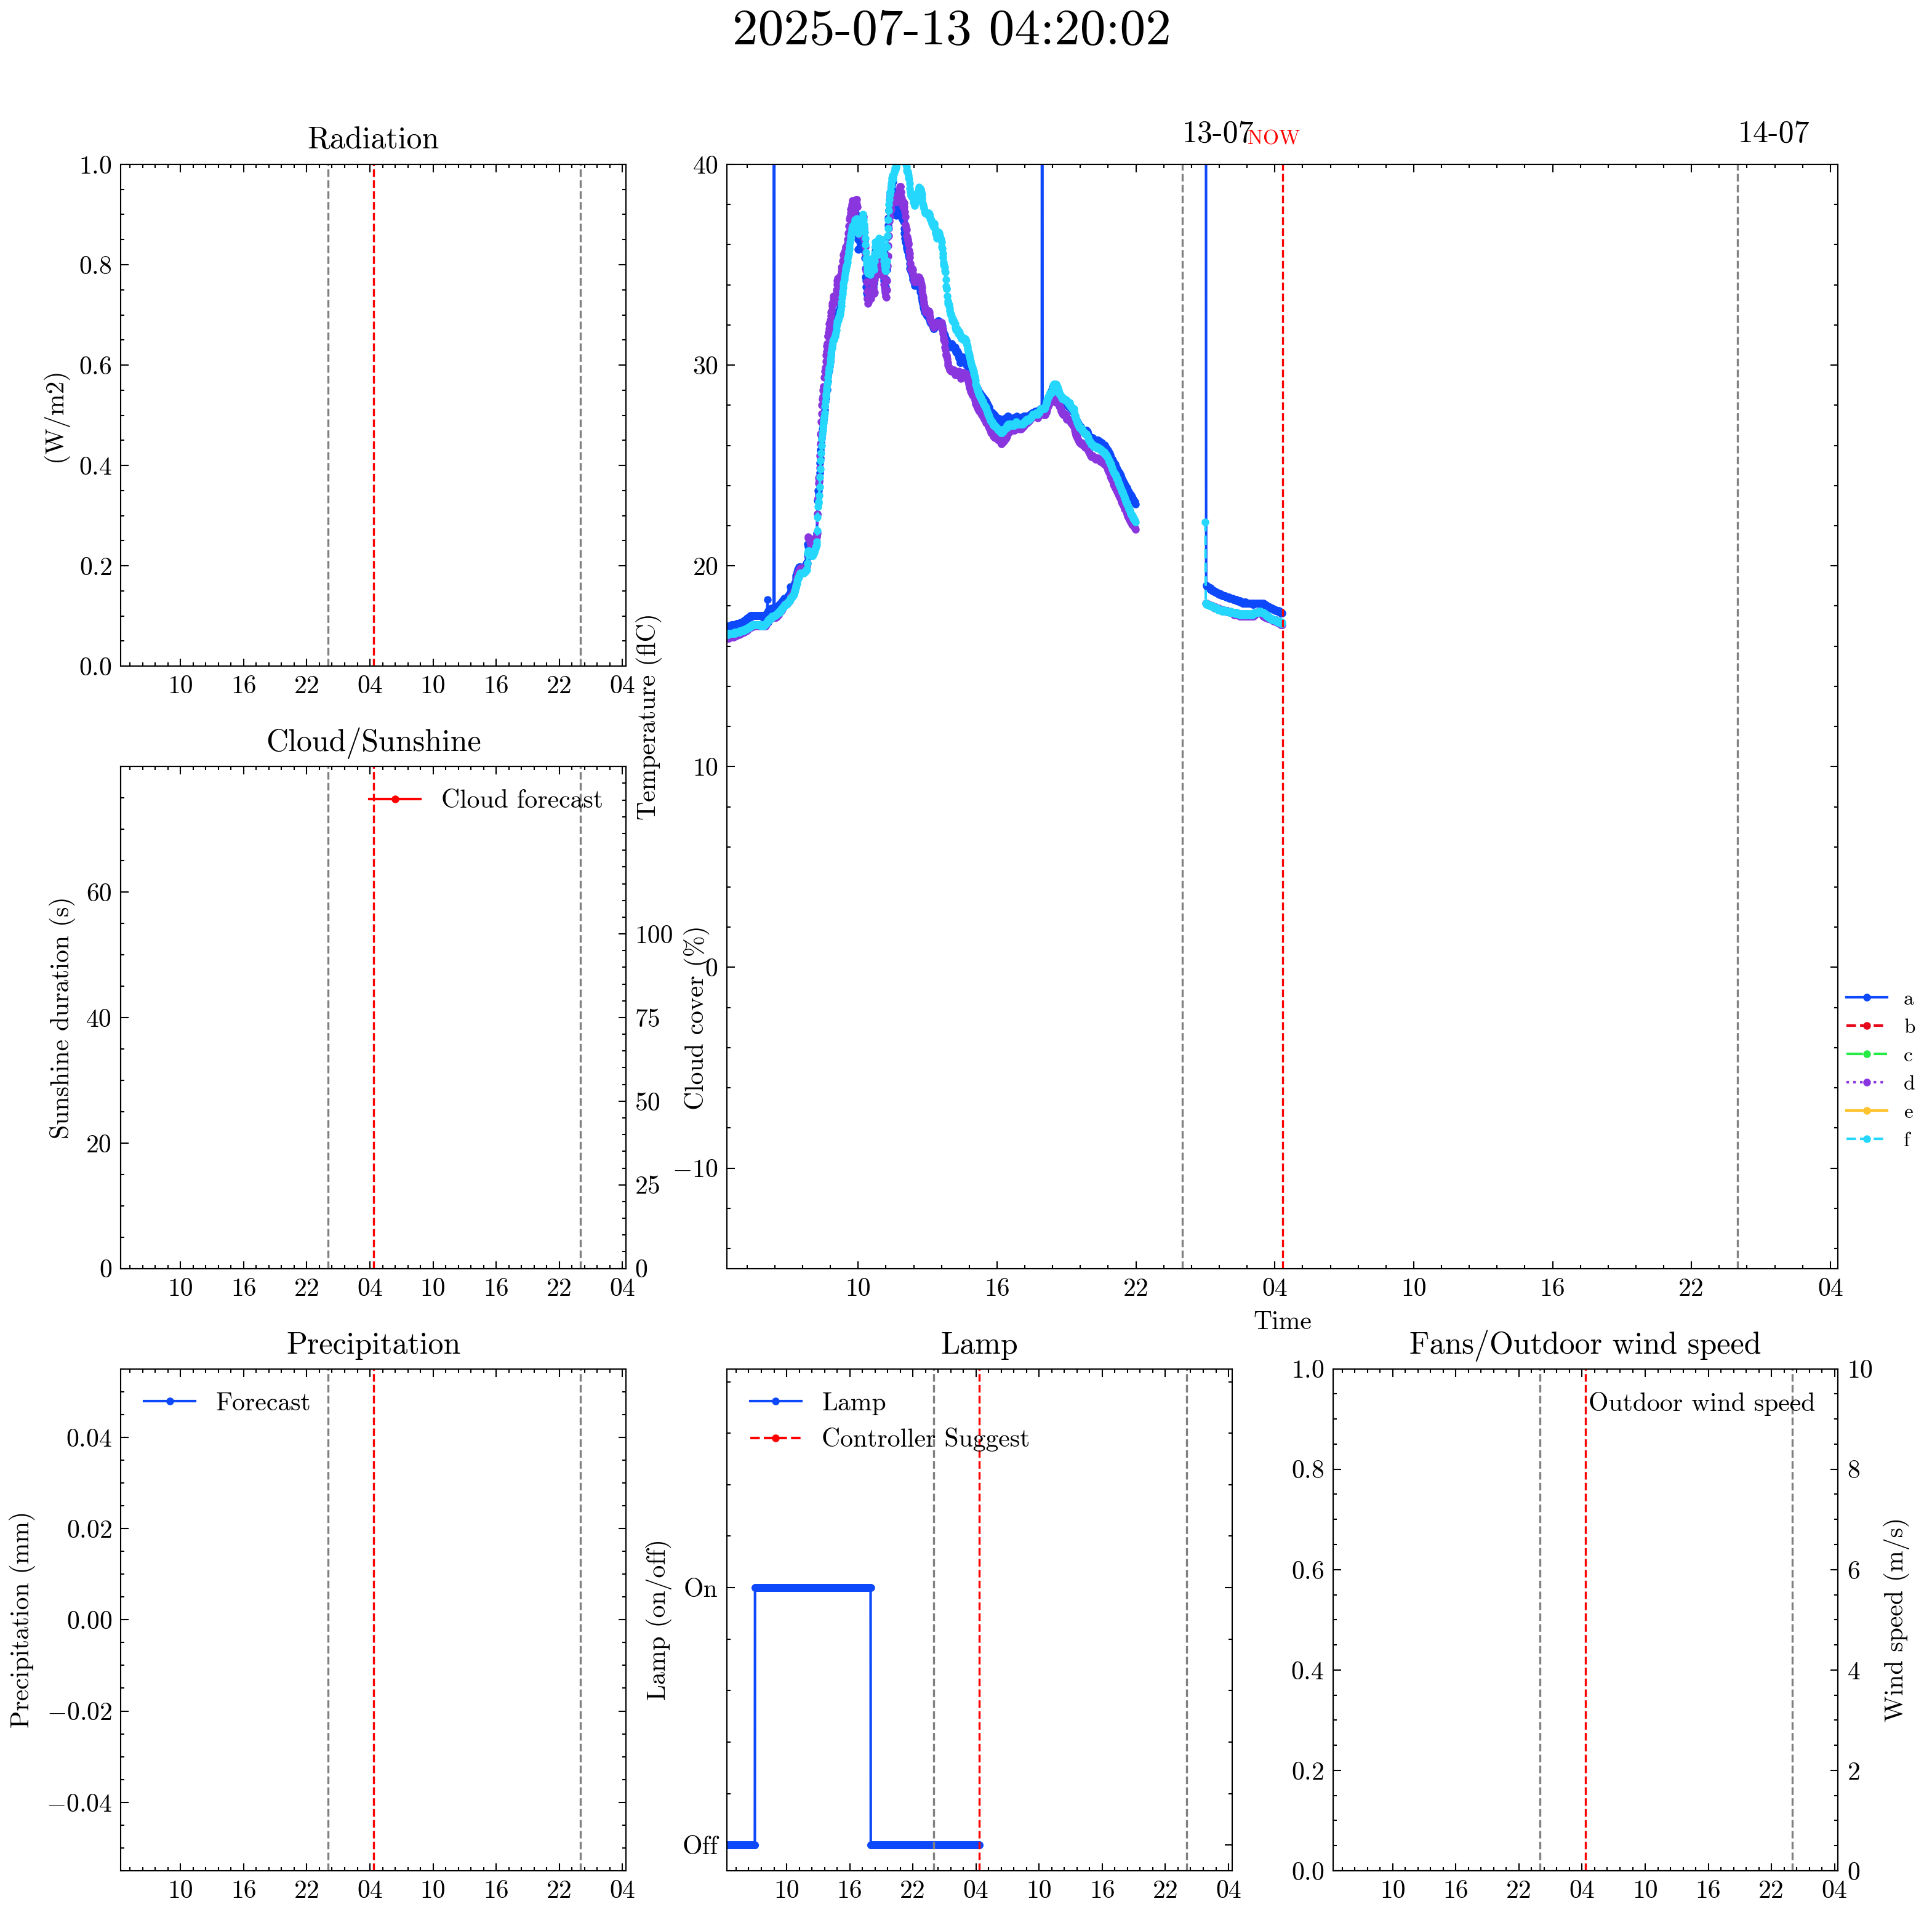 2025-07-13 04:20:02
Radiation
(W/m2)
1.0
0.8
0.6
0.4
0.2
0.0
10 16 22 04 10 16 22 04
13-07
NOW
14-07
Temperature (flC)
40
30
20
10
0
−10
10 16 22 04 10 16 22 04
Time
a
b
c
d
e
f
Cloud/Sunshine
Cloud forecast
Sunshine duration (s)
60
40
20
0
Cloud cover (%)
100
75
50
25
0
10 16 22 04 10 16 22 04
Precipitation
Forecast
Precipitation (mm)
0.04
0.02
0.00
−0.02
−0.04
10 16 22 04 10 16 22 04
Lamp
Lamp
Controller Suggest
Lamp (on/off)
On
Off
10 16 22 04 10 16 22 04
Fans/Outdoor wind speed
Outdoor wind speed
1.0
0.8
0.6
0.4
0.2
0.0
Wind speed (m/s)
10
8
6
4
2
0
10 16 22 04 10 16 22 04